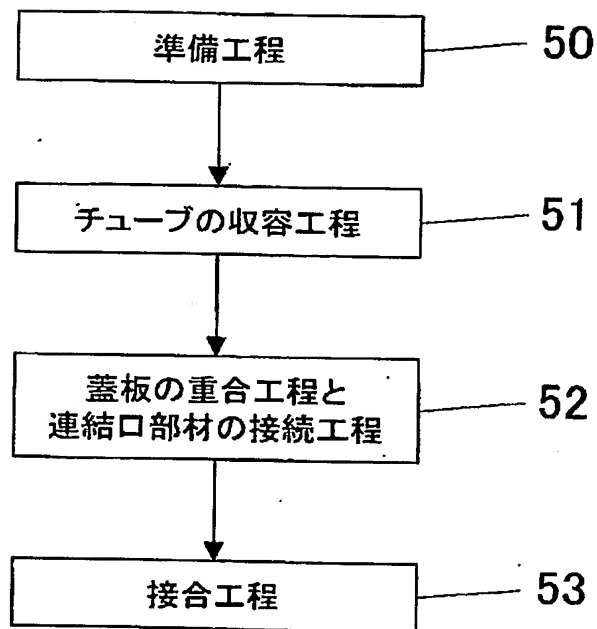 準備工程
50
チューブの収容工程
51
蓋板の重合工程と
連結口部材の接続工程
52
接合工程
53